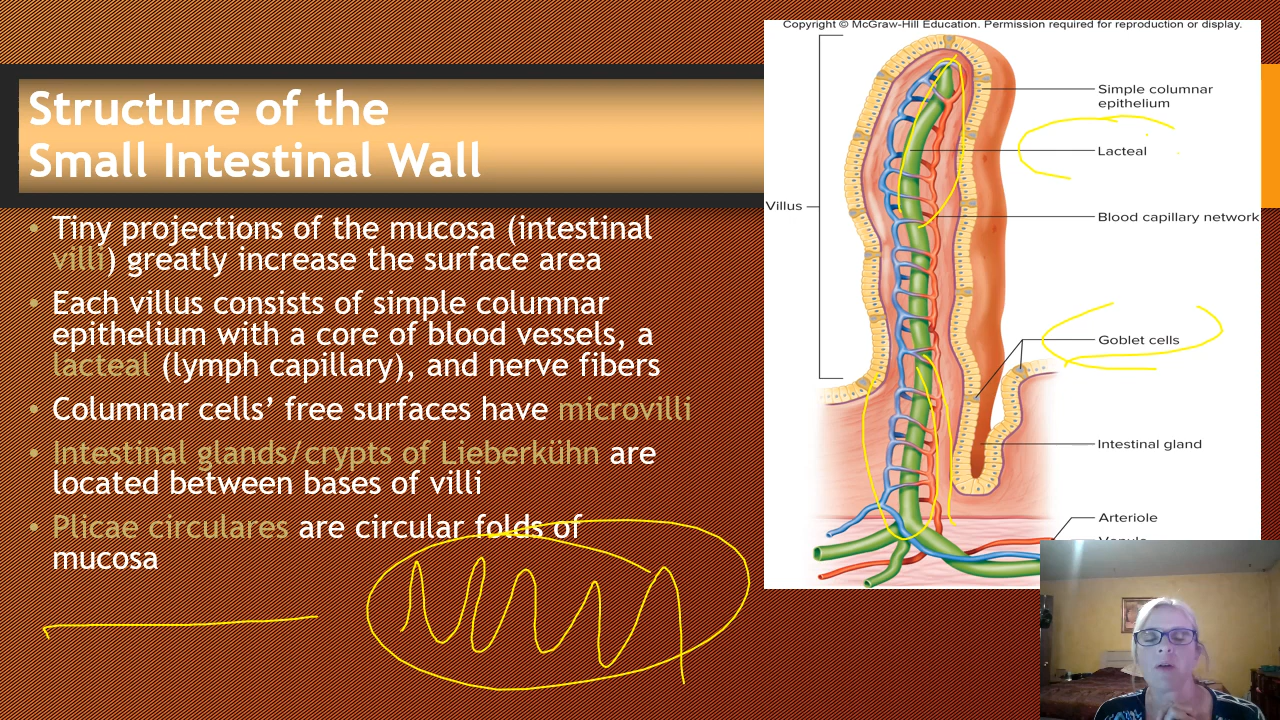 Copyright © McGraw-Hill Education. Permission required for reproduction or display.
Structure of the
Small Intestinal Wall
• Tiny projections of the mucosa (intestinal
villi) greatly increase the surface area
• Each villus consists of simple columnar
epithelium with a core of blood vessels, a
lacteal (lymph capillary), and nerve fibers
• Columnar cells' free surfaces have microvilli
• Intestinal glands crypts of Lieberkühn are
located between bases of villi
• Plicae circulares are circular folds of
mucosa
Villus
Simple columnar
epithelium
Lacteal
Blood capillary network
Goblet cells
Intestinal gland
Arteriole